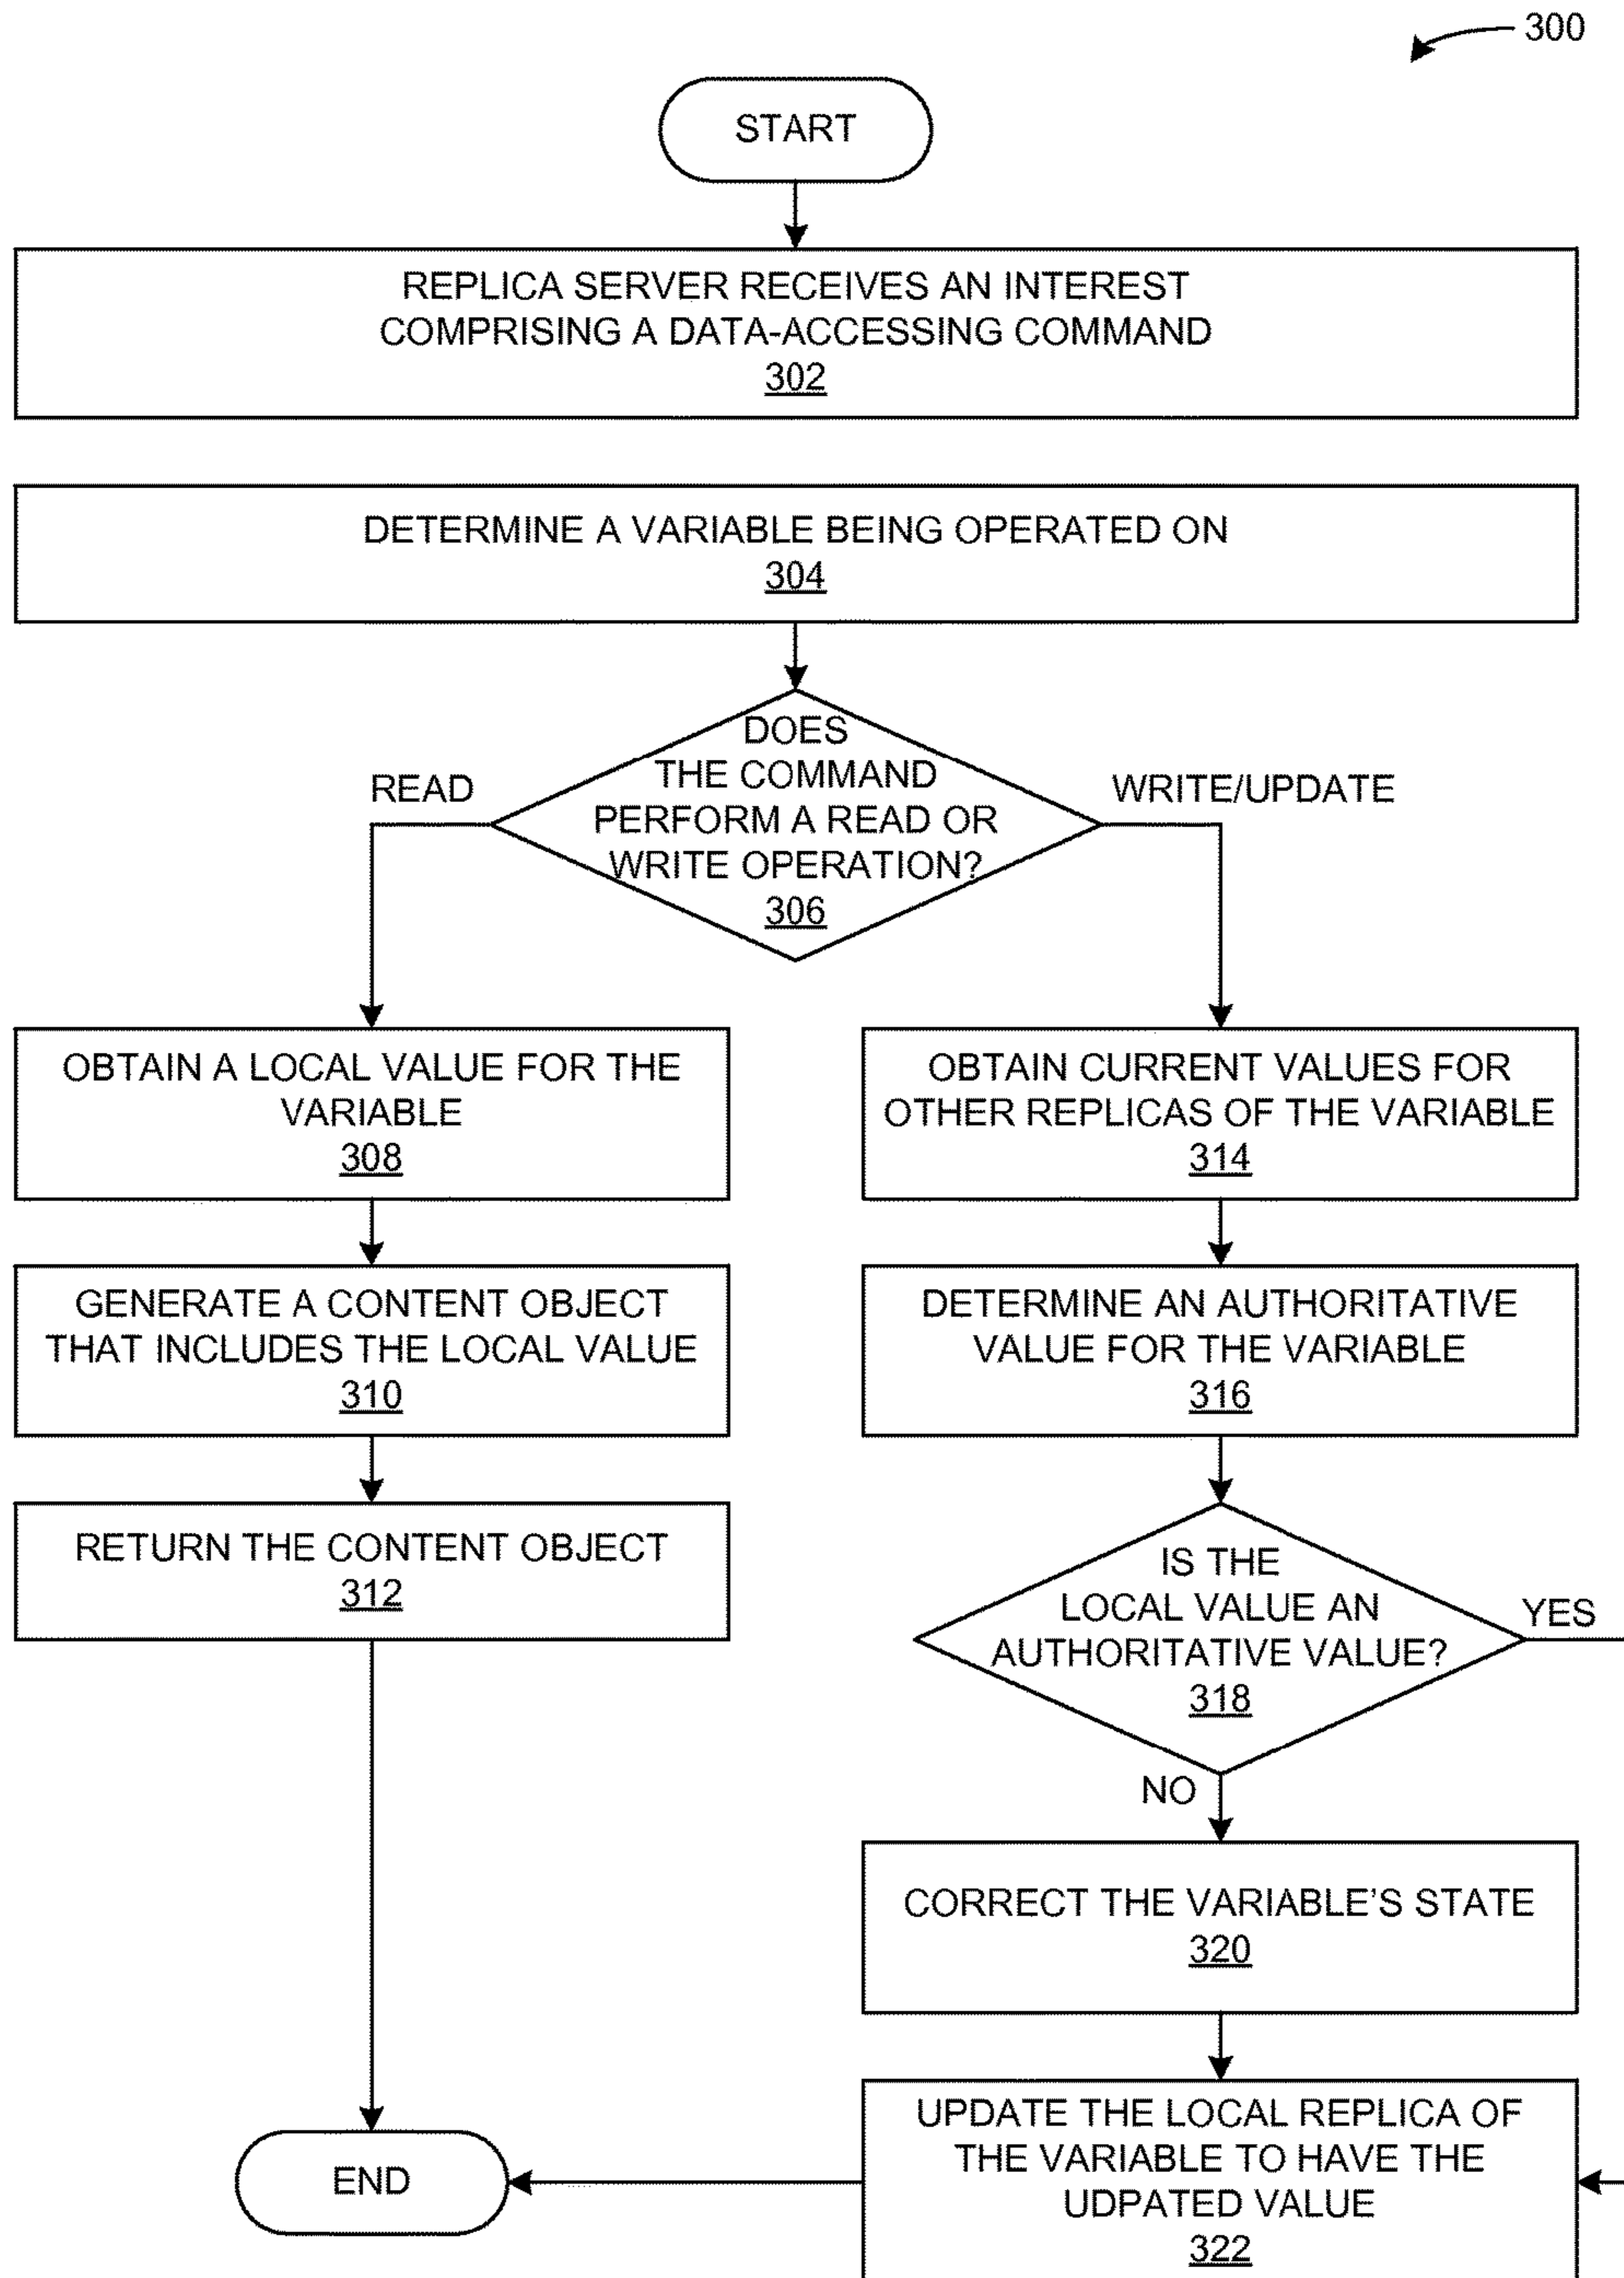 300
START
REPLICA SERVER RECEIVES AN INTEREST
COMPRISING A DATA-ACCESSING COMMAND
302
DETERMINE A VARIABLE BEING OPERATED ON
304
DOES
THE COMMAND
PERFORM A READ OR
WRITE OPERATION?
306
READ
WRITE/UPDATE
OBTAIN A LOCAL VALUE FOR THE
VARIABLE
308
GENERATE A CONTENT OBJECT
THAT INCLUDES THE LOCAL VALUE
310
RETURN THE CONTENT OBJECT
312
OBTAIN CURRENT VALUES FOR
OTHER REPLICAS OF THE VARIABLE
314
DETERMINE AN AUTHORITATIVE
VALUE FOR THE VARIABLE
316
IS THE
LOCAL VALUE AN
AUTHORITATIVE VALUE?
318
YES
NO
CORRECT THE VARIABLE'S STATE
320
UPDATE THE LOCAL REPLICA OF
THE VARIABLE TO HAVE THE
UDPATED VALUE
322
END